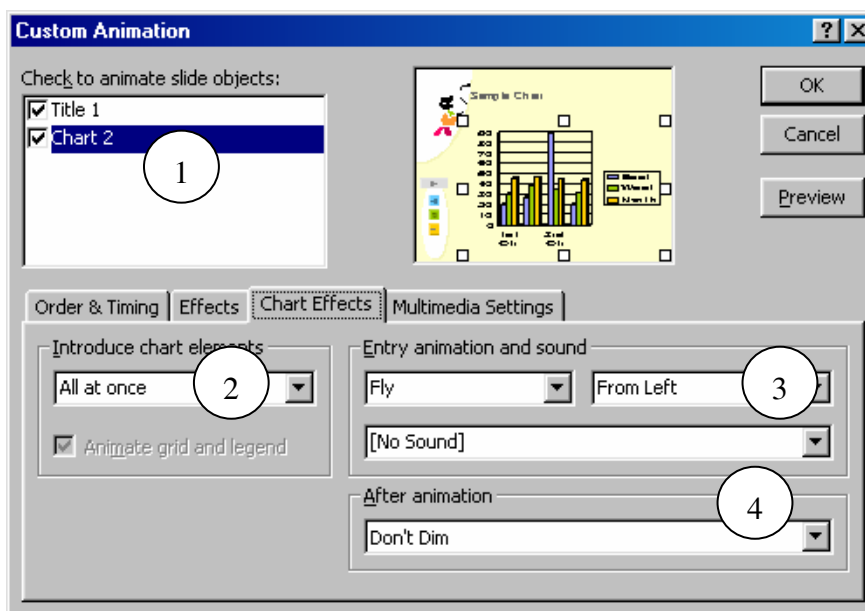 Custom Animation
Check to animate slide objects:
Title 1
Chart 2
1
Sample Chart
OK
Cancel
Preview
Order & Timing
Effects
Chart Effects
Multimedia Settings
Introduce chart elements
All at once
2
Animate grid and legend
Entry animation and sound
Fly
From Left
3
[No Sound]
After animation
4
Don't Dim